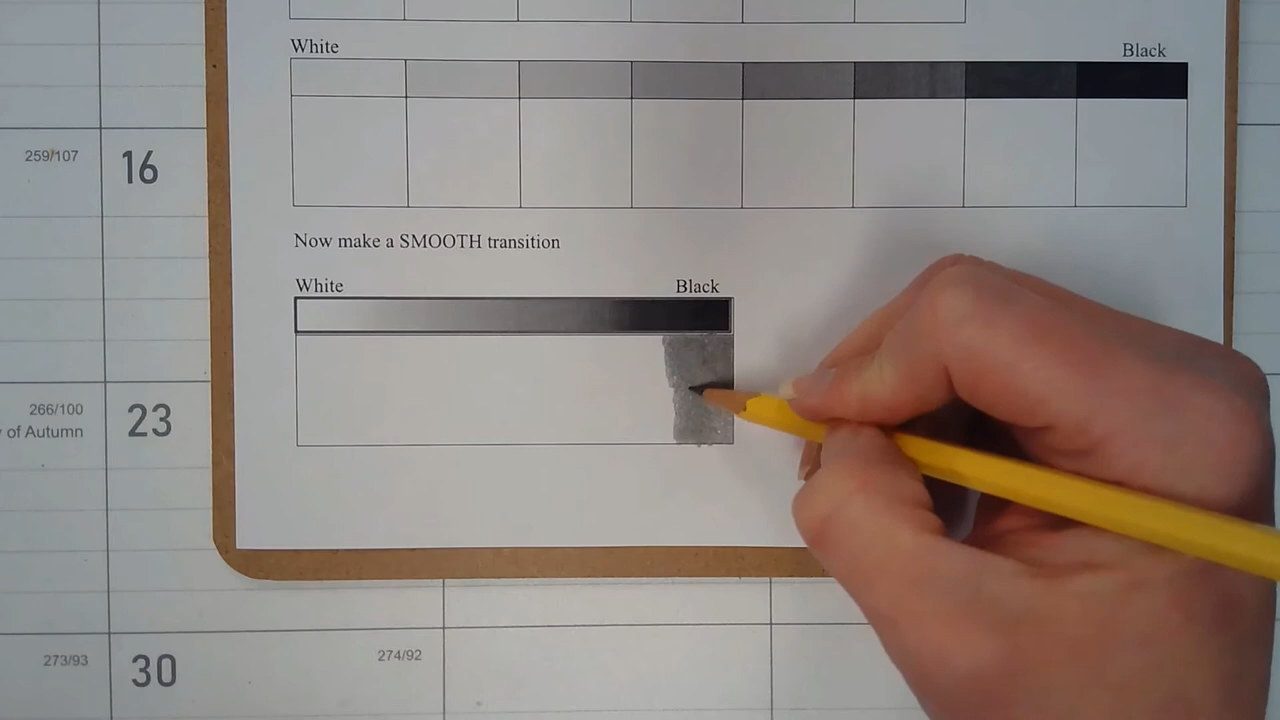 White Black
259/107 16
Now make a SMOOTH transition
White Black
266/100 23
of Autumn
273/93 30 274/92